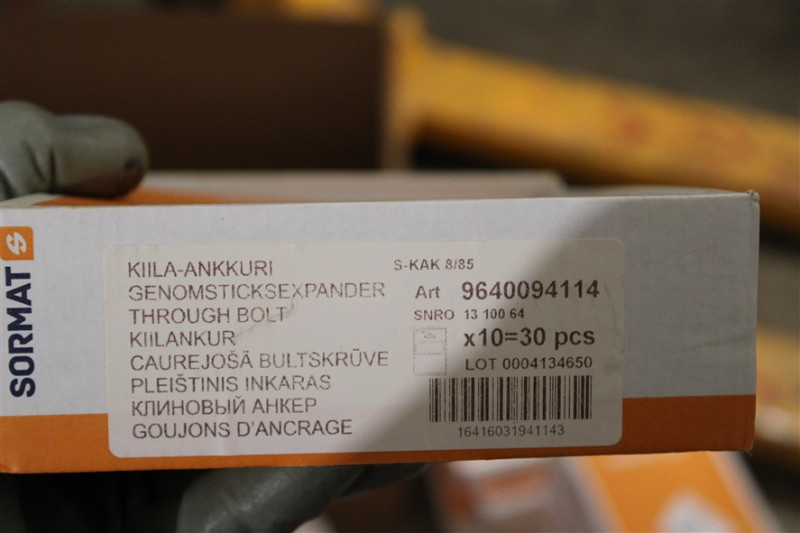 SORMAT S
KIILA-ANKKURI S-KAK 8/85
GENOMSTICKSEXPANDER Art 9640094114
THROUGH BOLT SNRO 13 100 64
KIILANKUR x10=30 pcs
CAUREJOŠĀ BULTSKRŪVE LOT 0004134650
PLEIŠTINIS INKARAS
КЛИНОВЫЙ АНКЕР
GOUJONS D'ANCRAGE 16416031941143